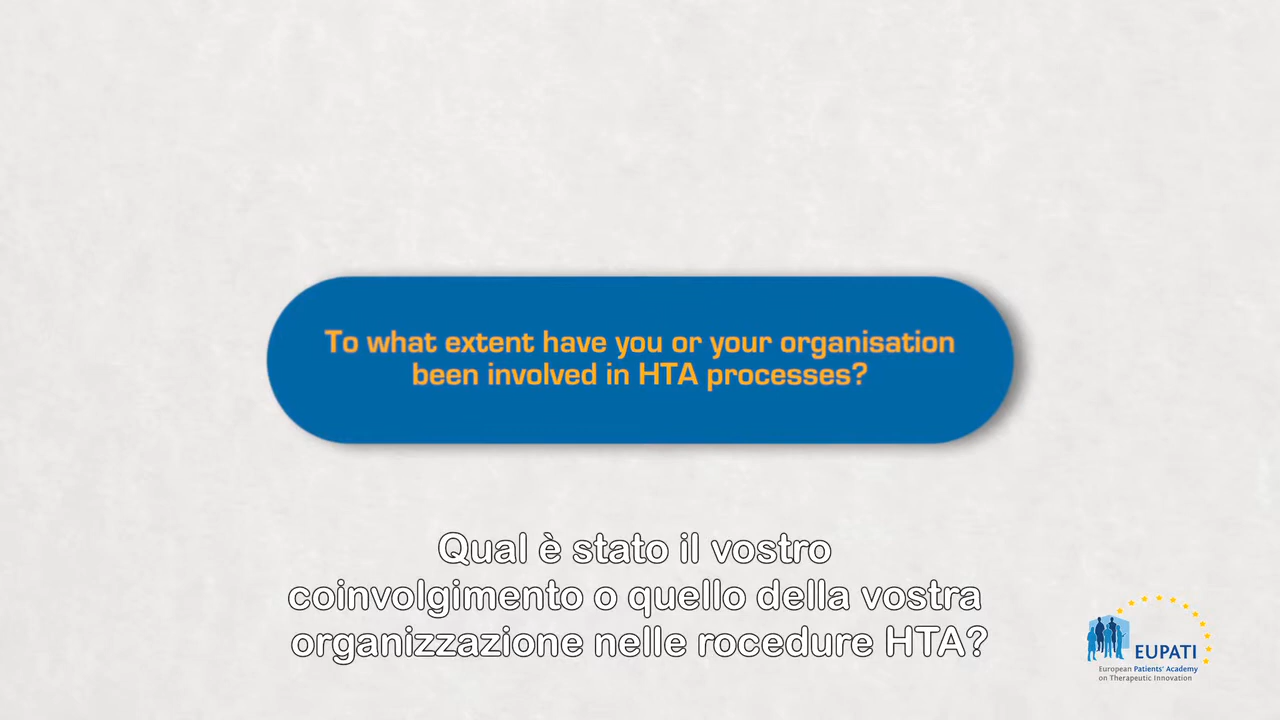 To what extent have you or your organisation
been involved in HTA processes?
Qual è stato il vostro
coinvolgimento o quello della vostra
organizzazione nelle rocedure HTA?
EUPATI
European Patients' Academy
on Therapeutic Innovation